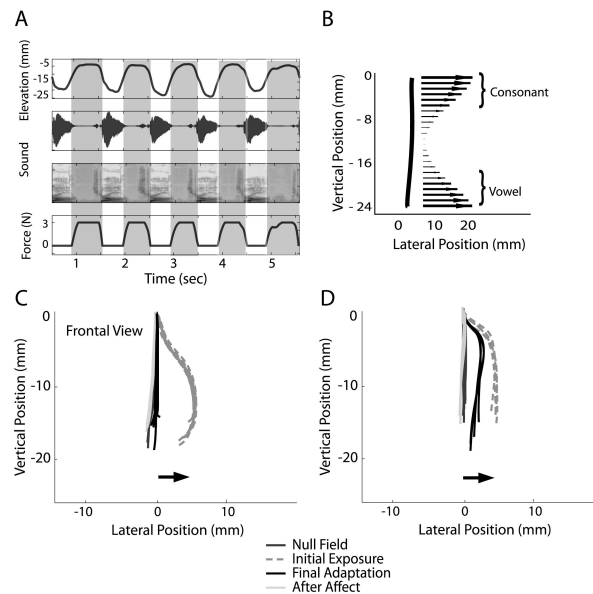 A
Elevation (mm)
-5
-15
-25
Sound
Force (N)
3
0
1 2 3 4 5
Time (sec)
B
Vertical Position (mm)
0
-8
-16
-24
Consonant
Vowel
0 10 20
Lateral Position (mm)
C
Frontal View
Vertical Position (mm)
0
-10
-20
-10 0 10
Lateral Position (mm)
D
Vertical Position (mm)
0
-10
-20
-10 0 10
Lateral Position (mm)
Null Field
Initial Exposure
Final Adaptation
After Affect